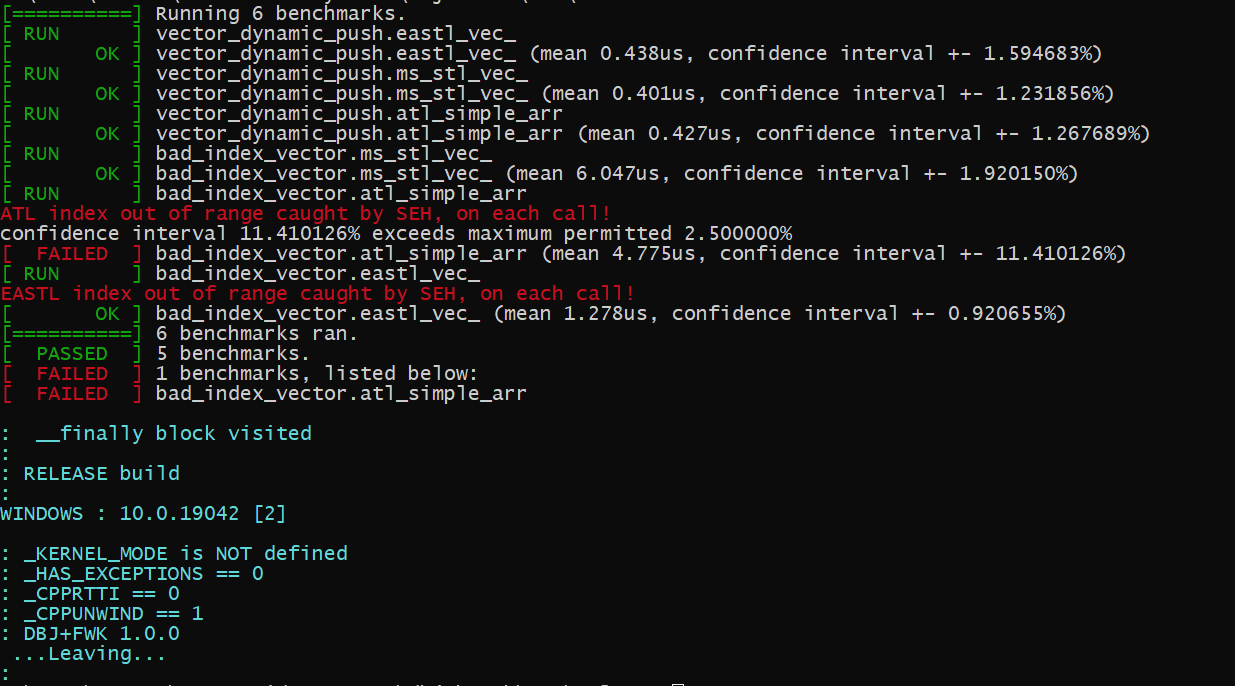 [==========] Running 6 benchmarks.
[ RUN      ] vector_dynamic_push.eastl_vec_
[       OK ] vector_dynamic_push.eastl_vec_ (mean 0.438us, confidence interval +- 1.594683%)
[ RUN      ] vector_dynamic_push.ms_stl_vec_
[       OK ] vector_dynamic_push.ms_stl_vec_ (mean 0.401us, confidence interval +- 1.231856%)
[ RUN      ] vector_dynamic_push.atl_simple_arr
[       OK ] vector_dynamic_push.atl_simple_arr (mean 0.427us, confidence interval +- 1.267689%)
[ RUN      ] bad_index_vector.ms_stl_vec_
[       OK ] bad_index_vector.ms_stl_vec_ (mean 6.047us, confidence interval +- 1.920150%)
[ RUN      ] bad_index_vector.atl_simple_arr
ATL index out of range caught by SEH, on each call!
confidence interval 11.410126% exceeds maximum permitted 2.500000%
[  FAILED  ] bad_index_vector.atl_simple_arr (mean 4.775us, confidence interval +- 11.410126%)
[ RUN      ] bad_index_vector.eastl_vec_
EASTL index out of range caught by SEH, on each call!
[       OK ] bad_index_vector.eastl_vec_ (mean 1.278us, confidence interval +- 0.920655%)
[==========] 6 benchmarks ran.
[  PASSED  ] 5 benchmarks.
[  FAILED  ] 1 benchmarks, listed below:
[  FAILED  ] bad_index_vector.atl_simple_arr
:  __finally block visited
:
: RELEASE build
:
WINDOWS : 10.0.19042 [2]
: _KERNEL_MODE is NOT defined
: _HAS_EXCEPTIONS == 0
: _CPPRTTI == 0
: _CPPUNWIND == 1
: DBJ+FWK 1.0.0
 ...Leaving...
: